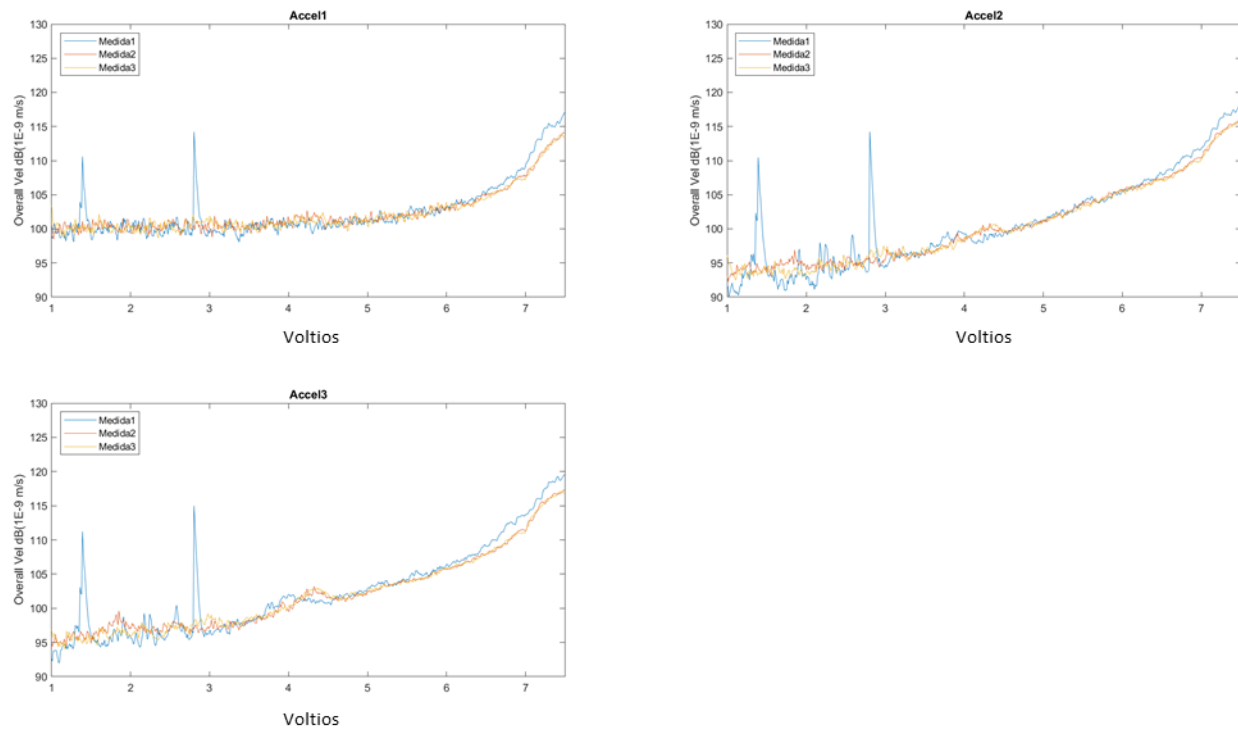 Accel1
130
125
120
115
110
105
100
95
90
Overall Vel dB(1E-9 m/s)
Medida1
Medida2
Medida3
1 2 3 4 5 6 7
Voltios
Accel2
130
125
120
115
110
105
100
95
90
Overall Vel dB(1E-9 m/s)
Medida1
Medida2
Medida3
1 2 3 4 5 6 7
Voltios
Accel3
130
125
120
115
110
105
100
95
90
Overall Vel dB(1E-9 m/s)
Medida1
Medida2
Medida3
1 2 3 4 5 6 7
Voltios